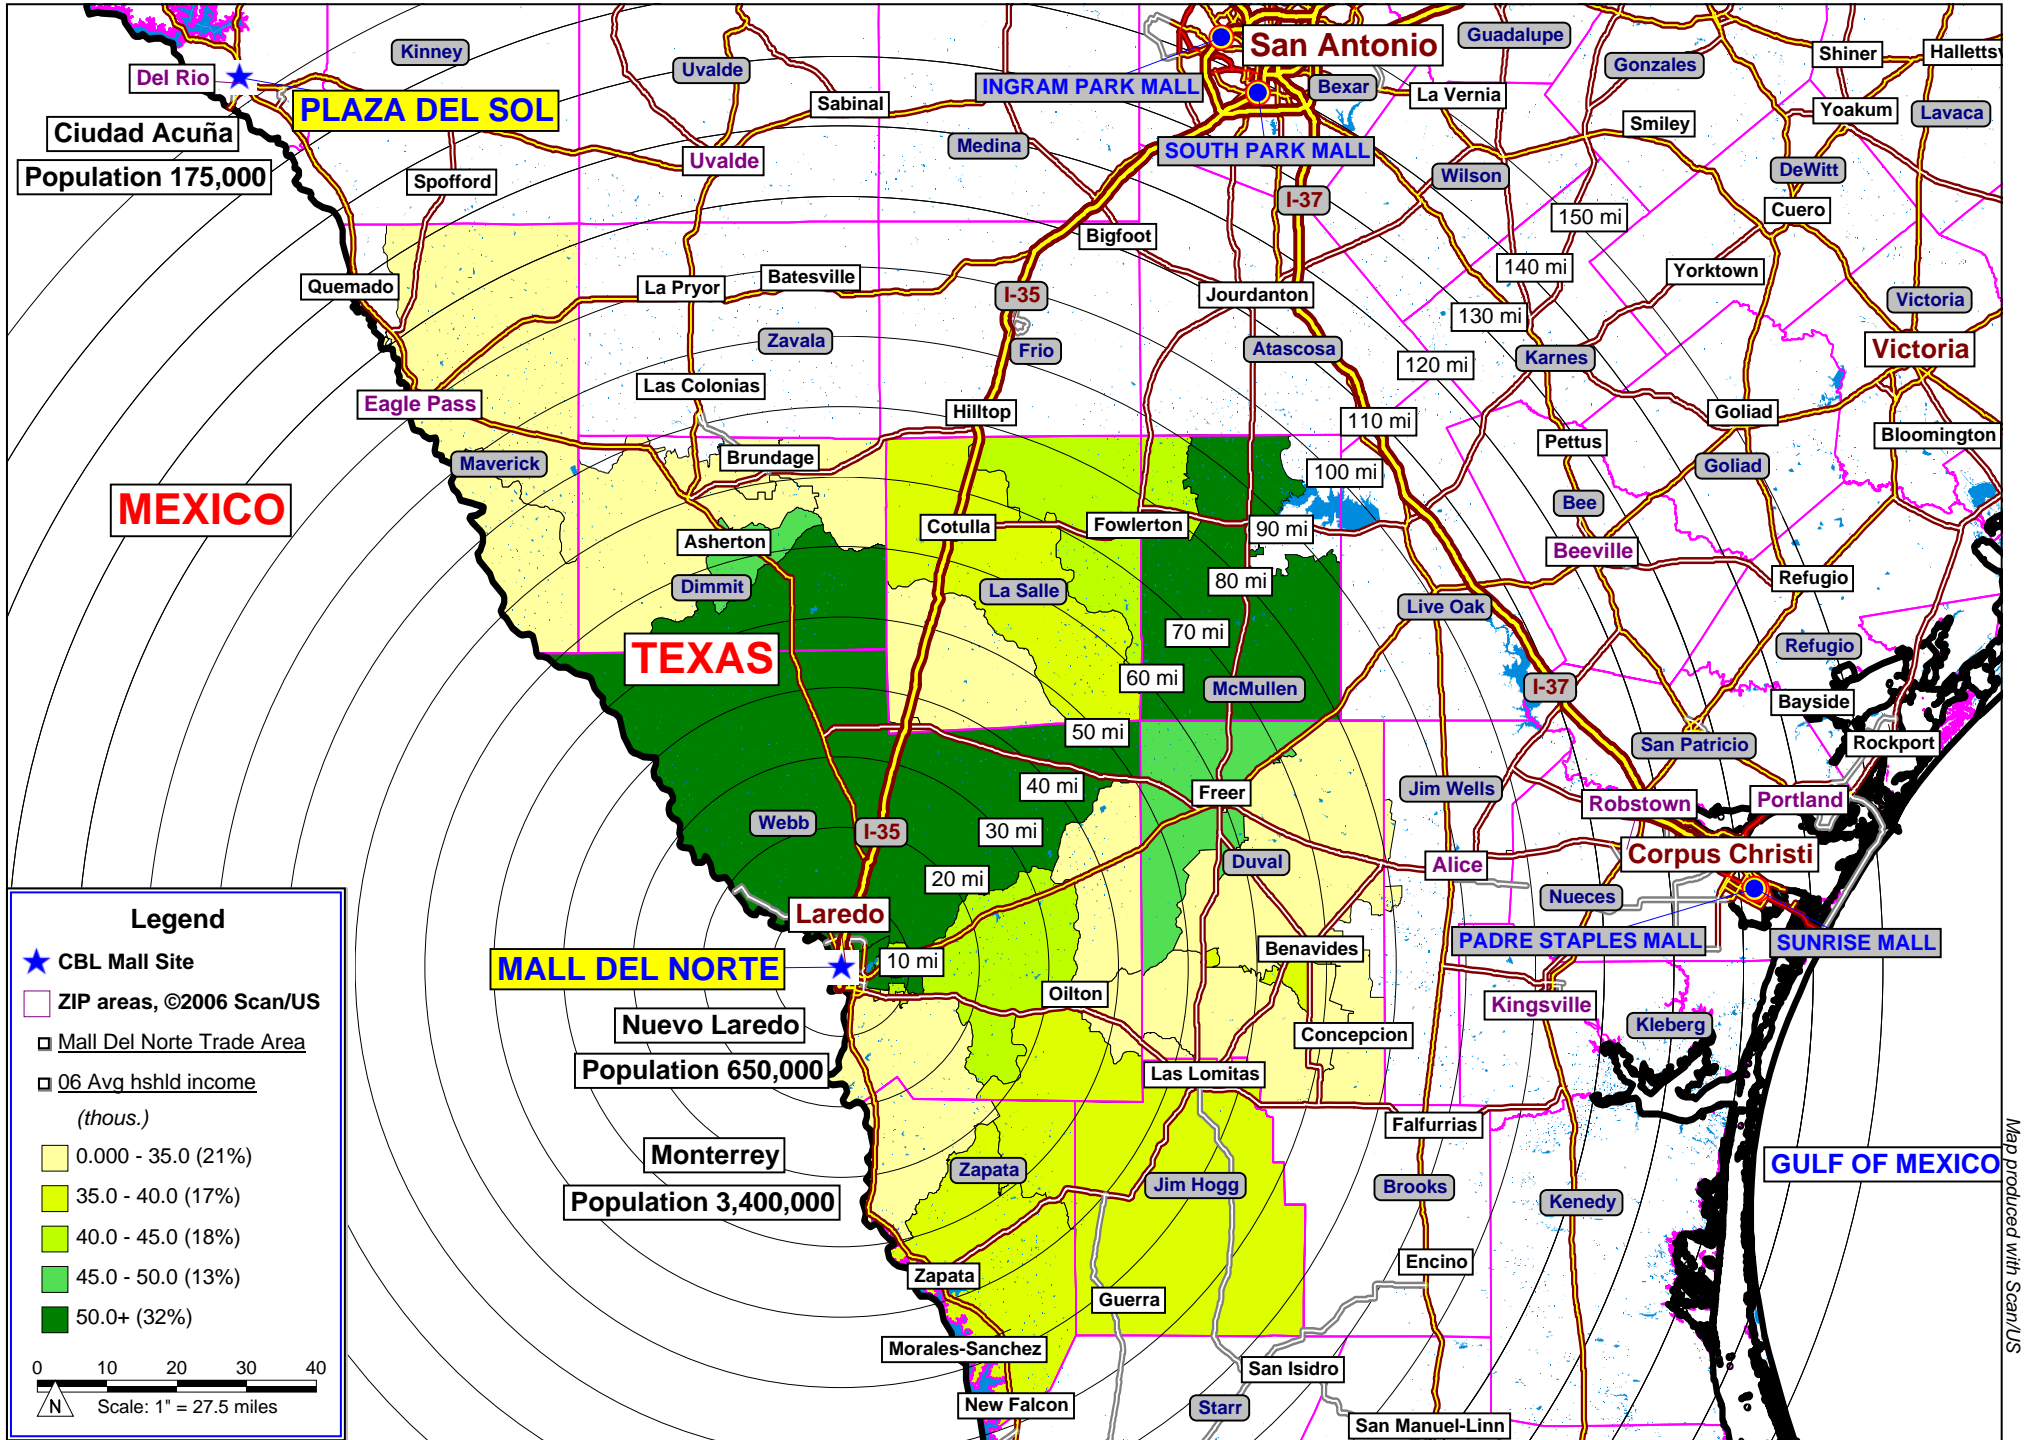 Kinney
Uvalde
San Antonio
Guadalupe
Gonzales
Shiner
Halletts
Del Rio
PLAZA DEL SOL
Sabinal
INGRAM PARK MALL
Bexar
La Vernia
Yoakum
Lavaca
Ciudad Acuña
Population 175,000
Spofford
Uvalde
Medina
SOUTH PARK MALL
Smiley
Wilson
DeWitt
I-37
Cuero
150 mi
Bigfoot
140 mi
Yorktown
Quemado
La Pryor
Batesville
I-35
Jourdanton
130 mi
Victoria
Zavala
Frio
Atascosa
120 mi
Karnes
Victoria
Eagle Pass
Las Colonias
Hilltop
110 mi
Goliad
Pettus
Bloomington
Maverick
Brundage
100 mi
Goliad
MEXICO
Asherton
Cotulla
Fowlerton
90 mi
Bee
Beeville
Dimmit
La Salle
80 mi
Live Oak
Refugio
TEXAS
70 mi
Refugio
60 mi
McMullen
I-37
Bayside
50 mi
San Patricio
Rockport
40 mi
Freer
Jim Wells
Robstown
Portland
Webb
I-35
30 mi
Duval
Alice
Corpus Christi
20 mi
Nueces
Laredo
MALL DEL NORTE
10 mi
Benavides
PADRE STAPLES MALL
SUNRISE MALL
Oilton
Kingsville
Nuevo Laredo
Population 650,000
Concepcion
Kleberg
Las Lomitas
Falfurrias
Monterrey
Population 3,400,000
Zapata
Jim Hogg
Brooks
Kenedy
GULF OF MEXICO
Zapata
Guerra
Encino
Morales-Sanchez
San Isidro
New Falcon
Starr
San Manuel-Linn
Legend
CBL Mall Site
ZIP areas, ©2006 Scan/US
Mall Del Norte Trade Area
06 Avg hshld income
(thous.)
0.000 - 35.0 (21%)
35.0 - 40.0 (17%)
40.0 - 45.0 (18%)
45.0 - 50.0 (13%)
50.0+ (32%)
0 10 20 30 40
N
Scale: 1" = 27.5 miles
Map produced with Scan/US